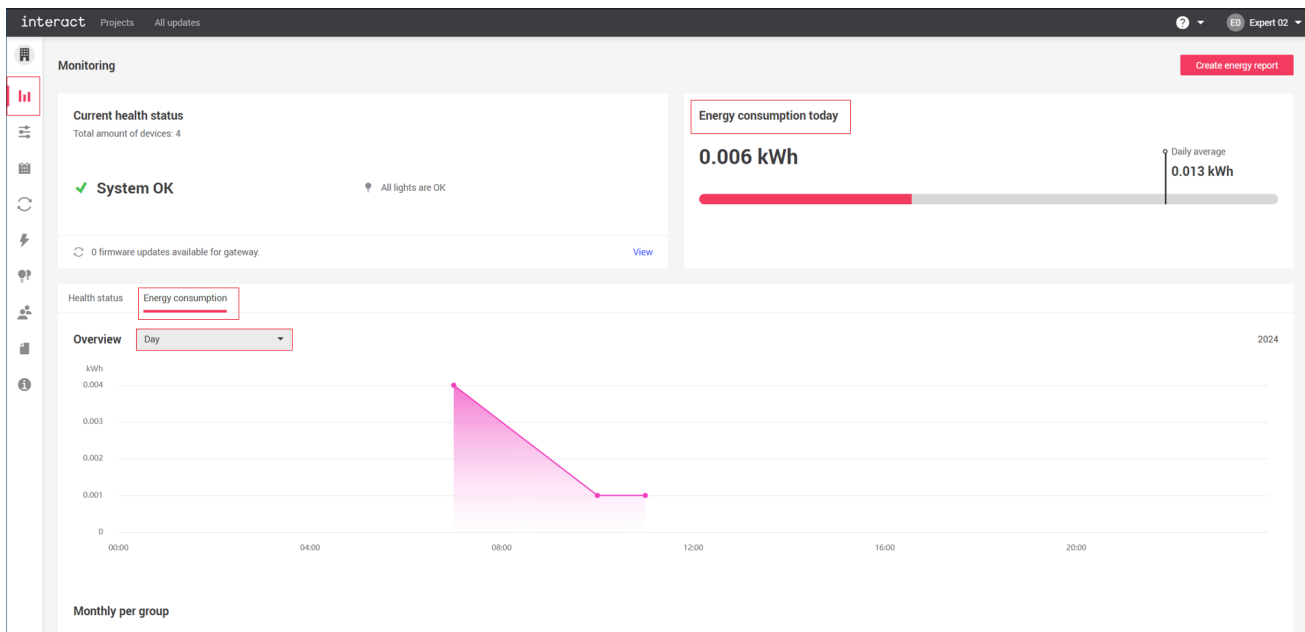 interact Projects All updates ? E0 Expert 02
Monitoring
Create energy report
Current health status
Total amount of devices: 4
System OK
All lights are OK
0 firmware updates available for gateway.
View
Energy consumption today
0.006 kWh
Daily average
0.013 kWh
Health status Energy consumption
Overview Day 2024
kWh
0.004
0.003
0.002
0.001
0
00:00 04:00 08:00 12:00 16:00 20:00
Monthly per group